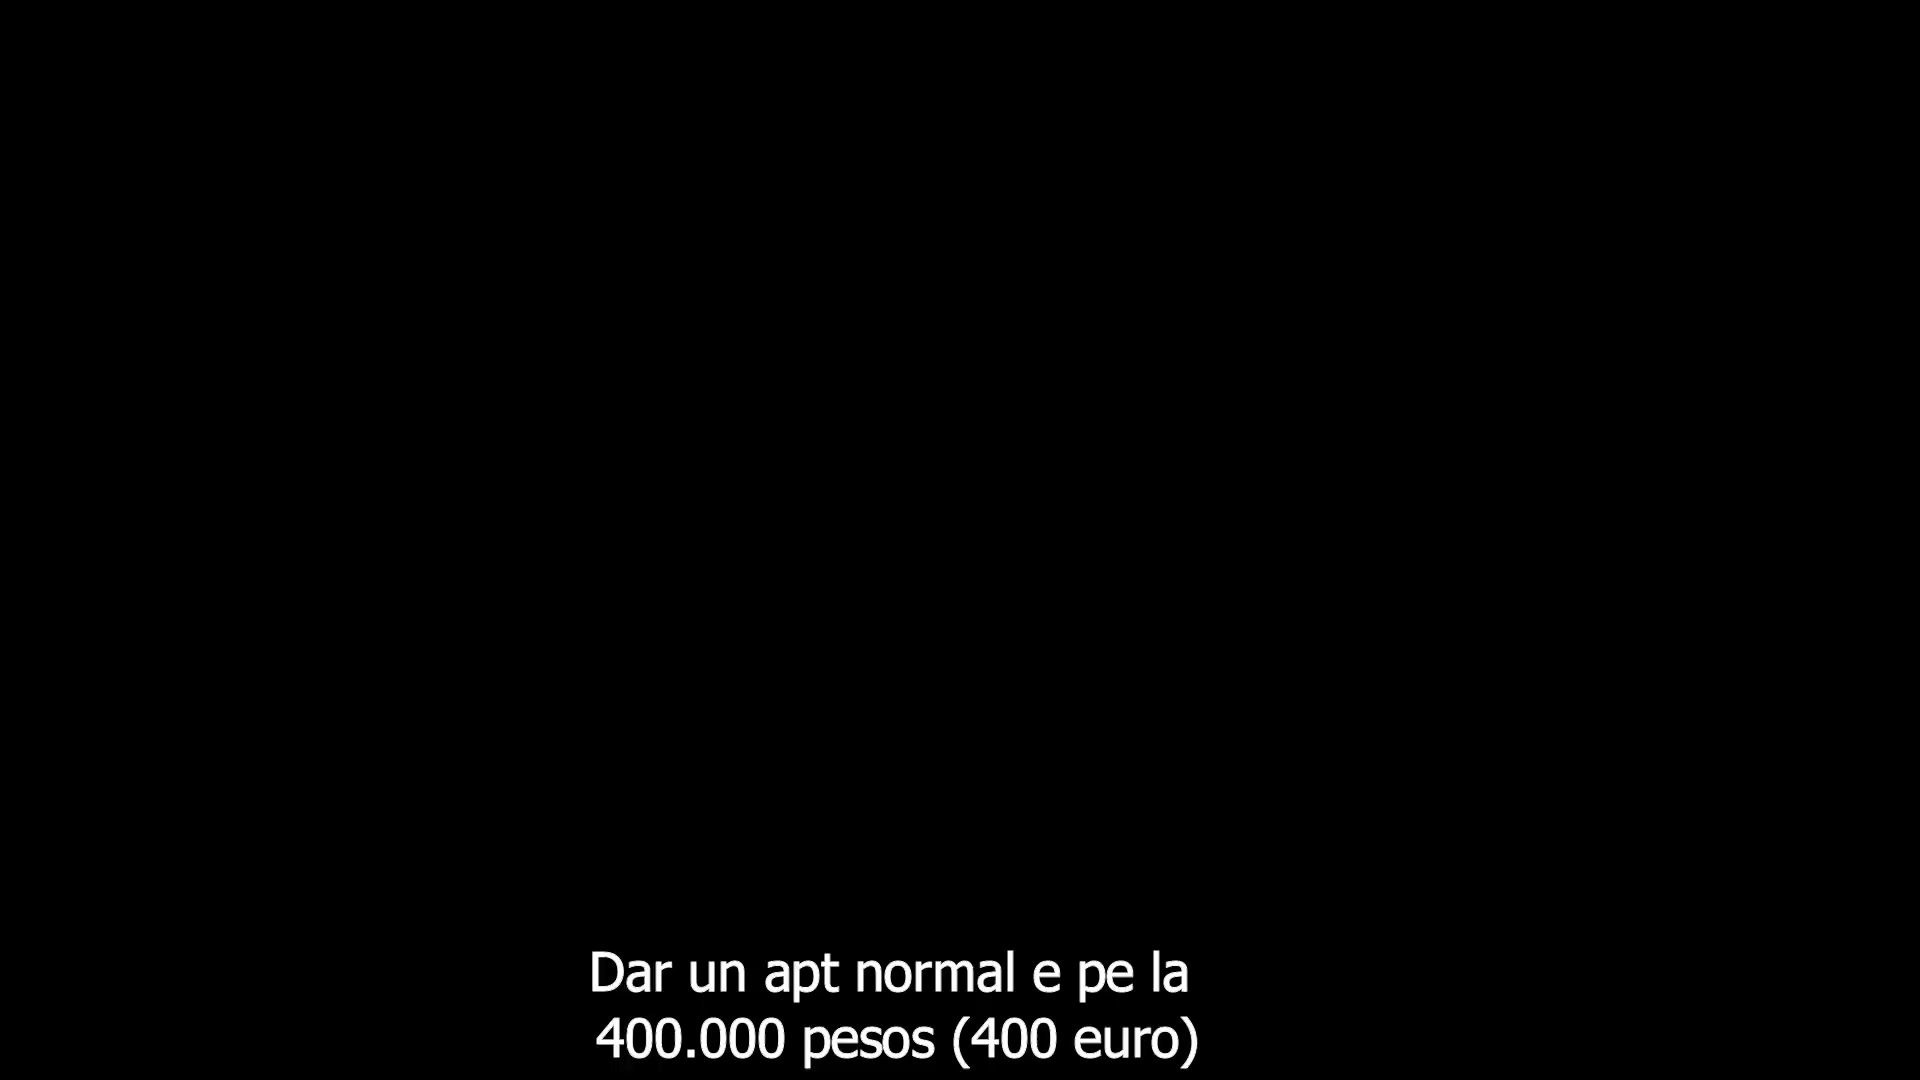 Dar un apt normal e pe la
400.000 pesos (400 euro)